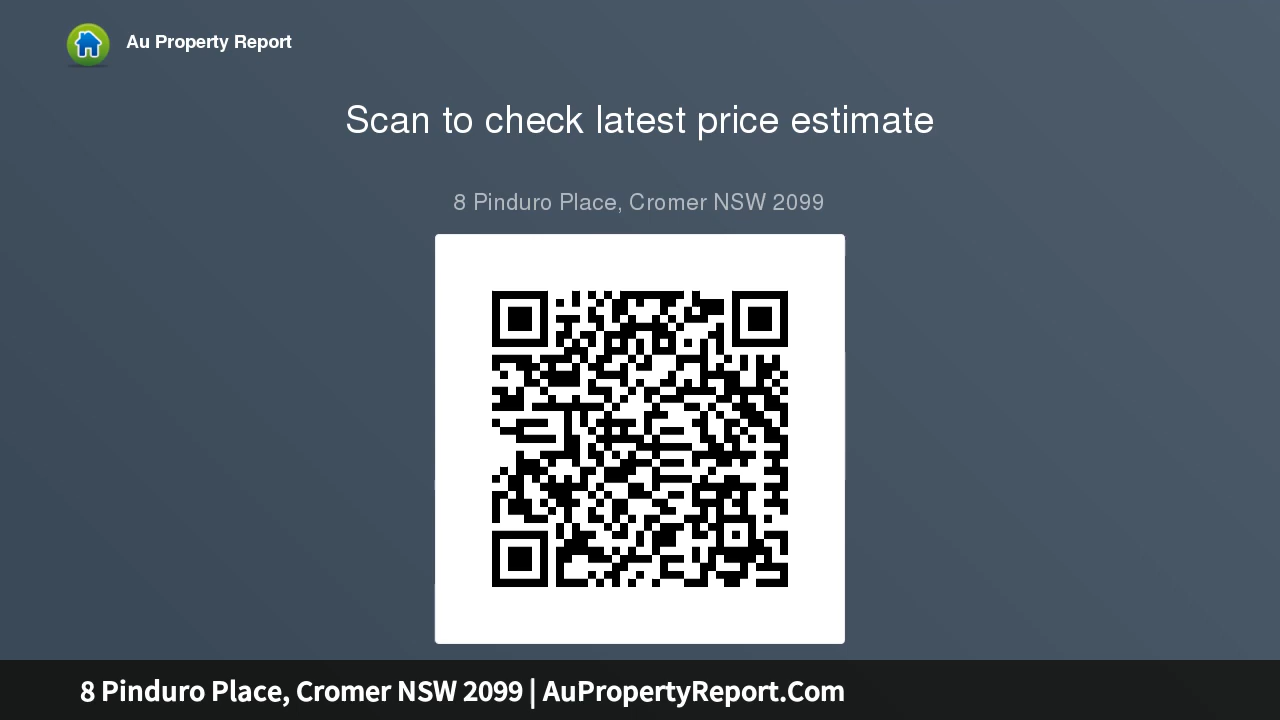 Au Property Report
Scan to check latest price estimate
8 Pinduro Place, Cromer NSW 2099
8 Pinduro Place, Cromer NSW 2099 | AuPropertyReport.Com